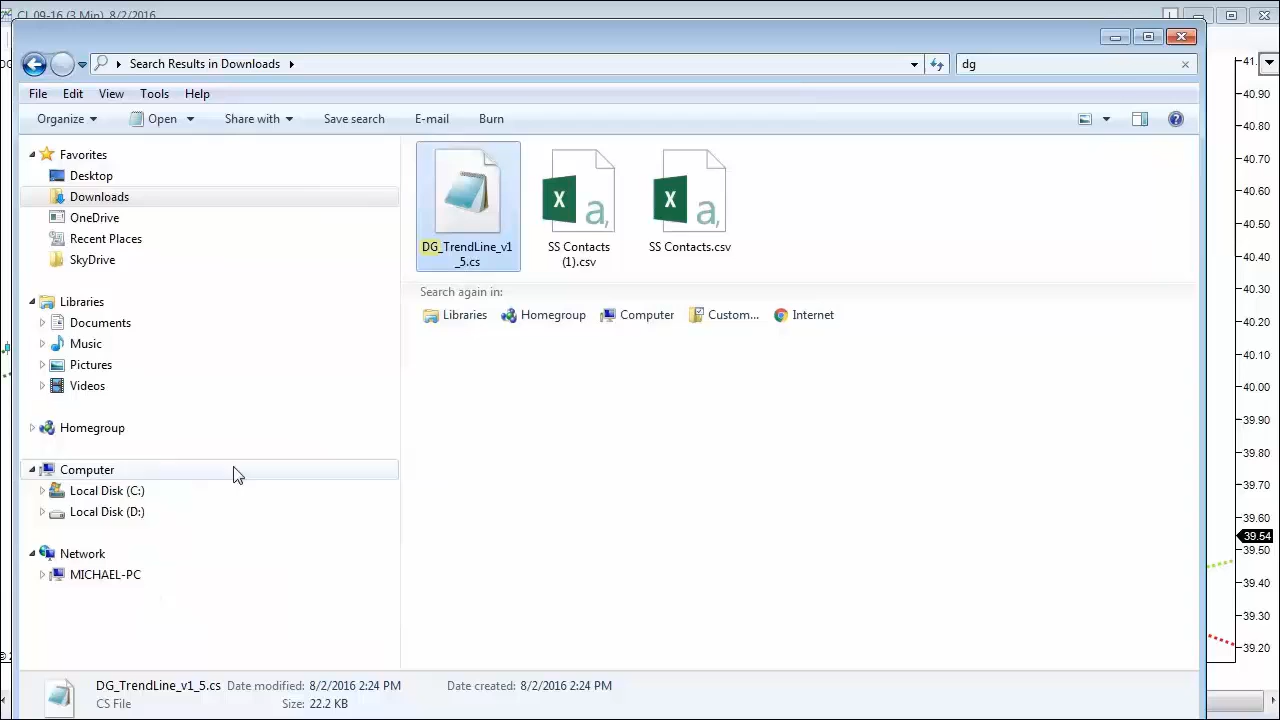 CL 09-16 (3 Min) 8/2/2016
Search Results in Downloads
dg
File Edit View Tools Help
Organize Open Share with Save search E-mail Burn
Favorites
Desktop
Downloads
OneDrive
Recent Places
SkyDrive
Libraries
Documents
Music
Pictures
Videos
Homegroup
Computer
Local Disk (C:)
Local Disk (D:)
Network
MICHAEL-PC
DG_TrendLine_v1
_5.cs
X a,
SS Contacts
(1).csv
X a,
SS Contacts.csv
Search again in:
Libraries Homegroup Computer Custom... Internet
DG_TrendLine_v1_5.cs Date modified: 8/2/2016 2:24 PM Date created: 8/2/2016 2:24 PM
CS File Size: 22.2 KB
41.
40.90
40.80
40.70
40.60
40.50
40.40
40.30
40.20
40.10
40.00
39.90
39.80
39.70
39.60
39.54
39.50
39.40
39.30
39.20